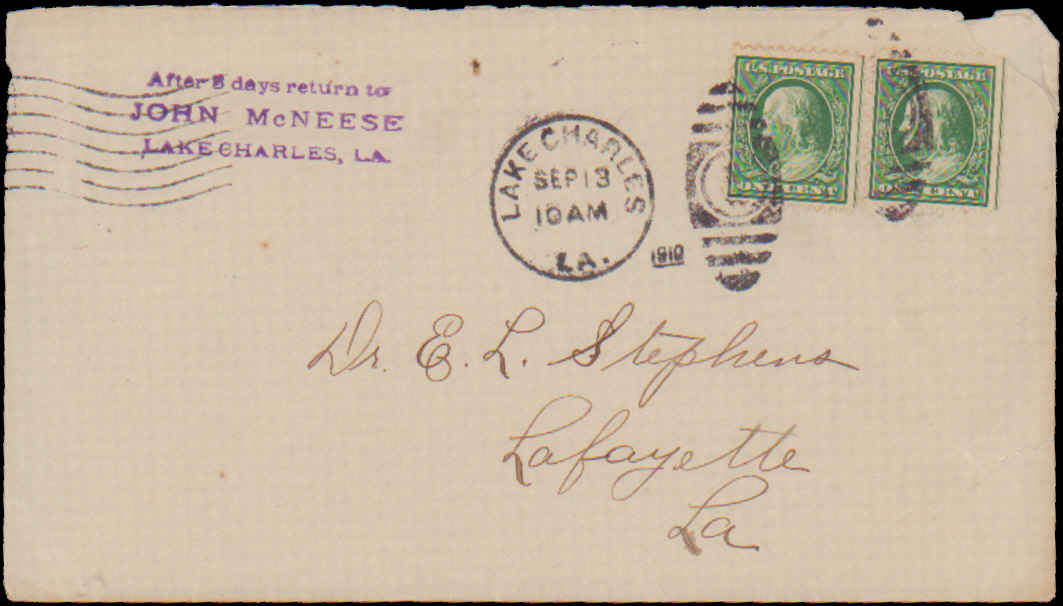 After 5 days return to
JOHN McNEESE
LAKE CHARLES, LA.
LAKE CHARLES
SEP 13
10 AM
LA.
1910
U.S. POSTAGE
ONE CENT
U.S. POSTAGE
ONE CENT
Dr. E. L. Stephens
Lafayette
La